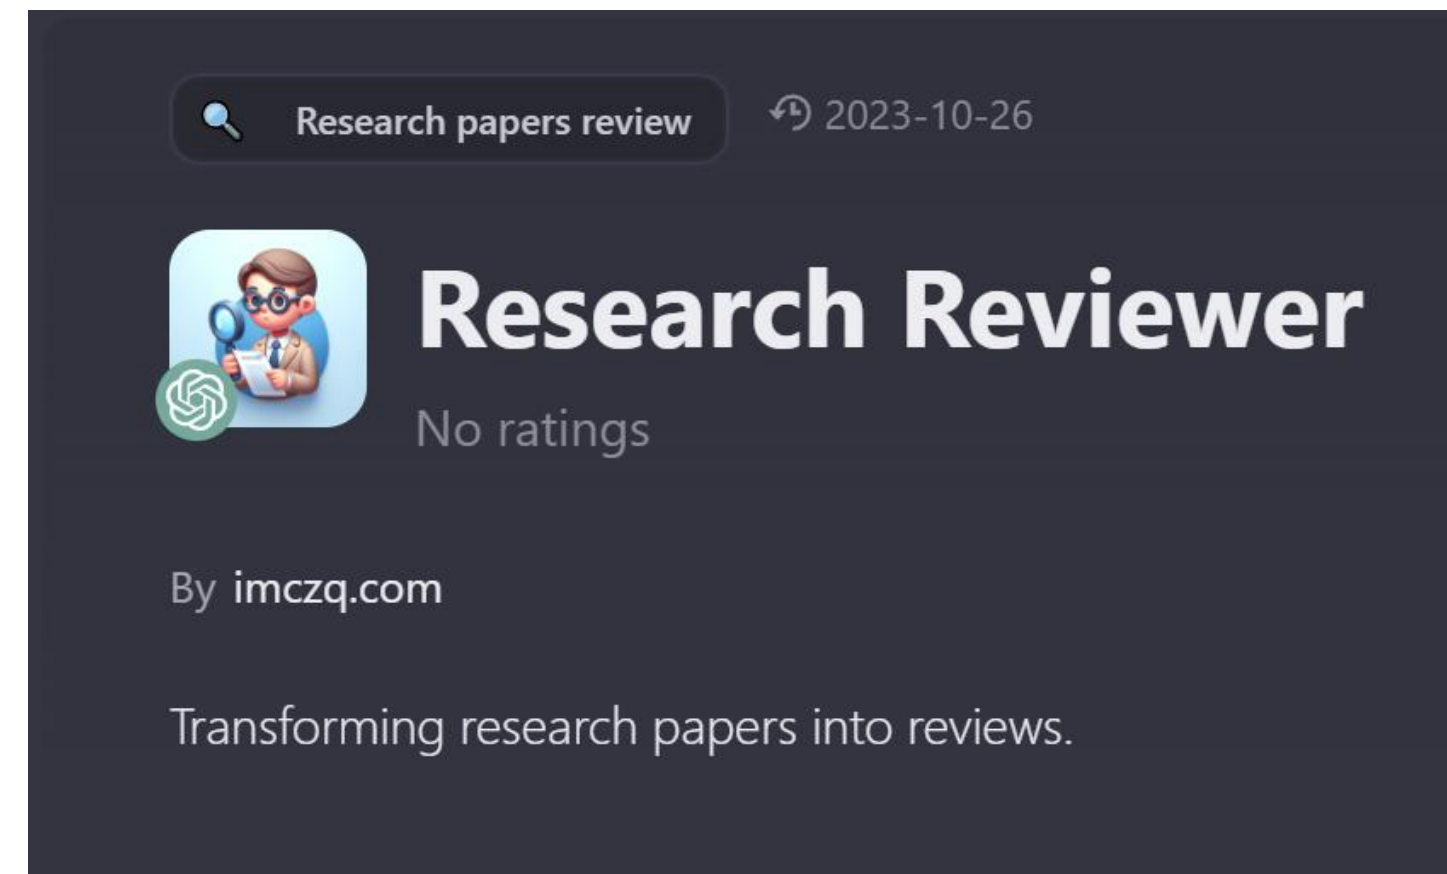 Research papers review 2023-10-26
Research Reviewer
No ratings
By imczq.com
Transforming research papers into reviews.